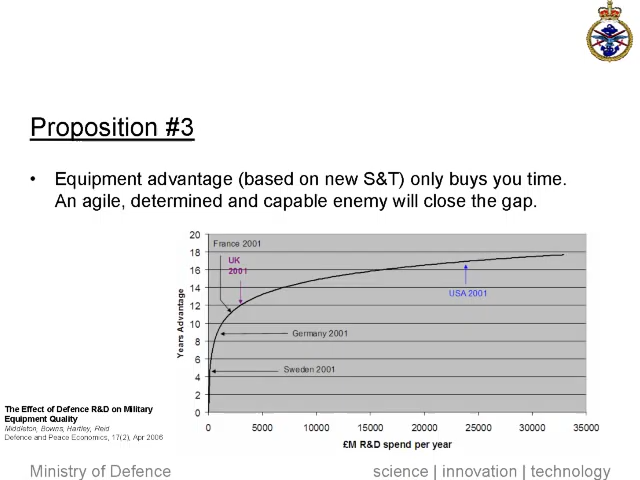 Proposition #3
• Equipment advantage (based on new S&T) only buys you time.
An agile, determined and capable enemy will close the gap.
20
18
16
14
12
10
8
6
4
2
0
Years Advantage
France 2001
UK
2001
USA 2001
Germany 2001
Sweden 2001
0 5000 10000 15000 20000 25000 30000 35000
£M R&D spend per year
The Effect of Defence R&D on Military
Equipment Quality
Middleton, Bowns, Hartley, Reid
Defence and Peace Economics, 17(2), Apr 2006
Ministry of Defence
science | innovation | technology